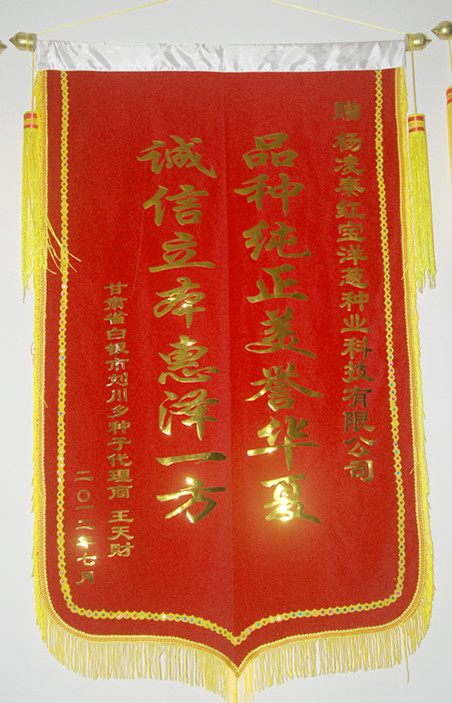 赠 杨凌秦红宝洋葱种业科技有限公司
品种纯正美誉华夏
诚信立本惠泽一方
甘肃省白银市刘川乡种子代理商 王天财
二〇一二年七月